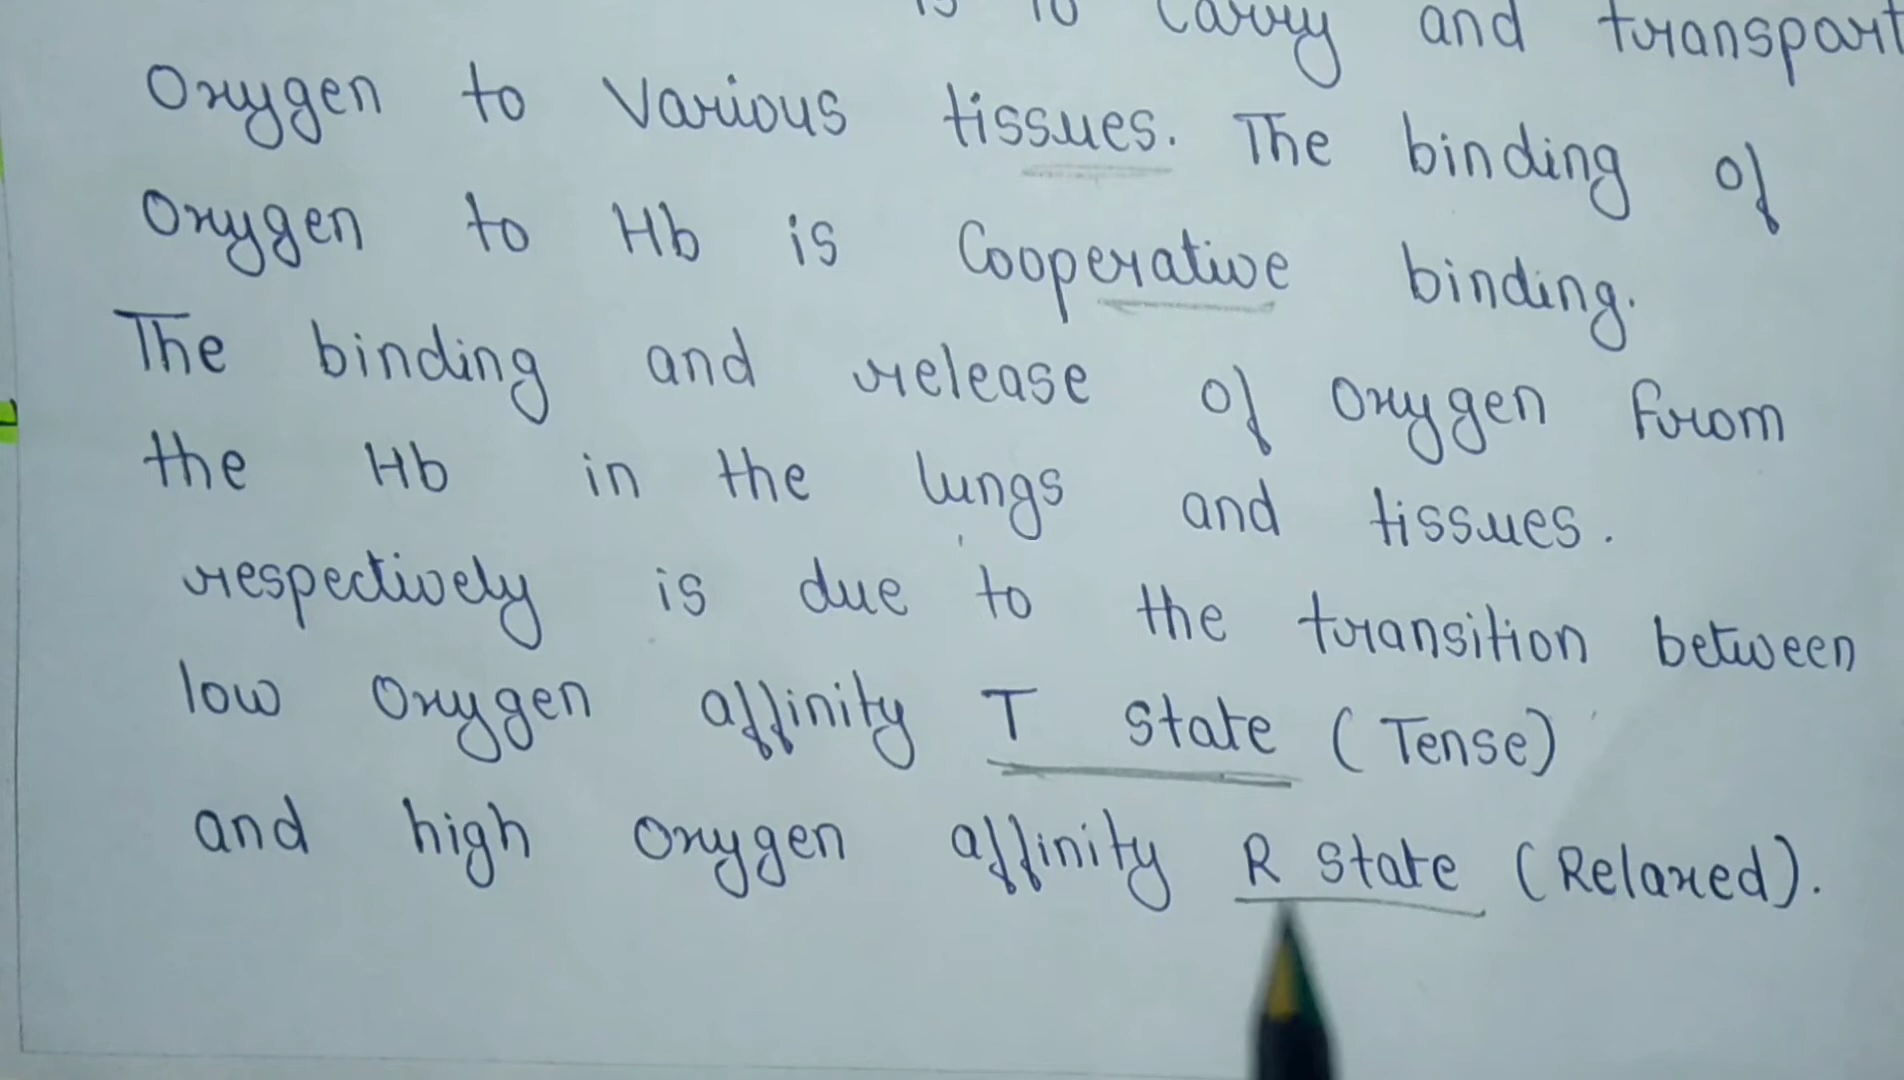 is to carry and transport
Oxygen to Various tissues. The binding of
Oxygen to Hb is Cooperative binding.
The binding and release of oxygen from
the Hb in the lungs and tissues.
respectively is due to the transition between
low Oxygen affinity T state (Tense)
and high oxygen affinity R state (Relaxed).